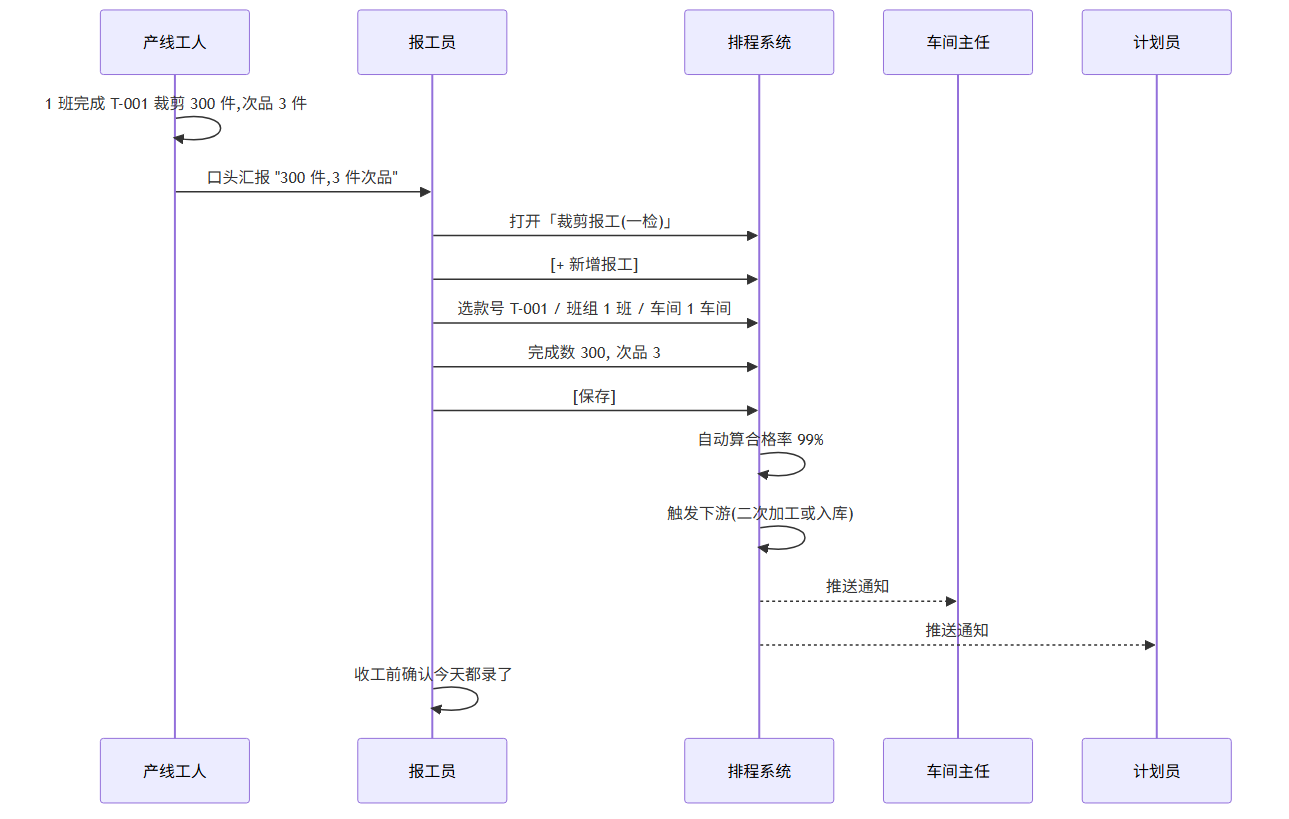 产线工人
报工员
排程系统
车间主任
计划员
1 班完成 T-001 裁剪 300 件,次品 3 件
口头汇报 "300 件,3 件次品"
打开「裁剪报工(一检)」
[+ 新增报工]
选款号 T-001 / 班组 1 班 / 车间 1 车间
完成数 300, 次品 3
[保存]
自动算合格率 99%
触发下游(二次加工或入库)
推送通知
推送通知
收工前确认今天都录了
产线工人
报工员
排程系统
车间主任
计划员